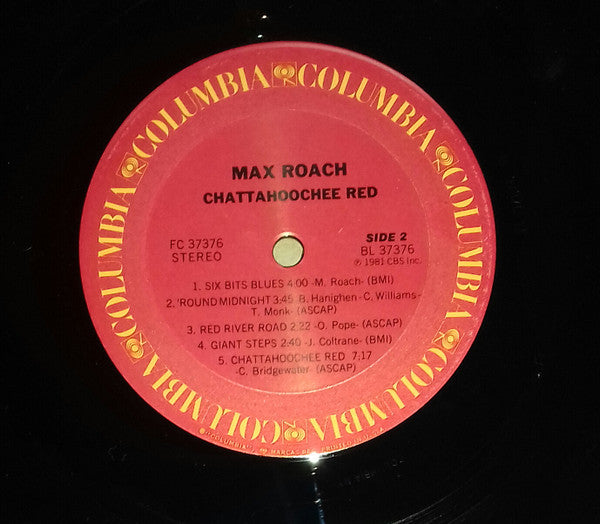 COLUMBIA COLUMBIA COLUMBIA COLUMBIA COLUMBIA COLUMBIA
MAX ROACH
CHATTAHOOCHEE RED
FC 37376
STEREO
SIDE 2
BL 37376
℗ 1981 CBS Inc.
1. SIX BITS BLUES 4:00 -M. Roach- (BMI)
2. 'ROUND MIDNIGHT 3:45 -B. Hanighen -C. Williams-
T. Monk- (ASCAP)
3. RED RIVER ROAD 2:22 -O. Pope- (ASCAP)
4. GIANT STEPS 2:40 -J. Coltrane- (BMI)
5. CHATTAHOOCHEE RED 7:17
-C. Bridgewater- (ASCAP)
"COLUMBIA", MARCAS